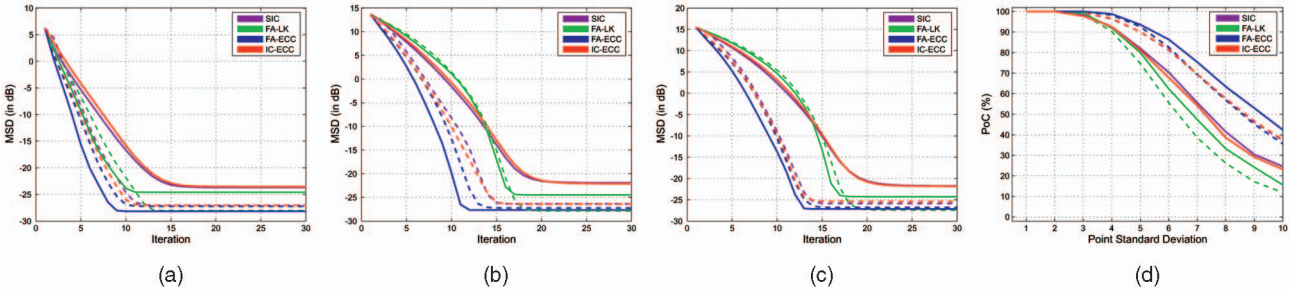 10
5
0
-5
-10
-15
-20
-25
-30
0 5 10 15 20 25 30
MSD (in dB)
Iteration
SIC
FA-LK
FA-ECC
IC-ECC
(a)
15
10
5
0
-5
-10
-15
-20
-25
-30
0 5 10 15 20 25 30
MSD (in dB)
Iteration
SIC
FA-LK
FA-ECC
IC-ECC
(b)
20
15
10
5
0
-5
-10
-15
-20
-25
-30
0 5 10 15 20 25 30
MSD (in dB)
Iteration
SIC
FA-LK
FA-ECC
IC-ECC
(c)
100
90
80
70
60
50
40
30
20
10
0
1 2 3 4 5 6 7 8 9 10
PoC (%)
Point Standard Deviation
SIC
FA-LK
FA-ECC
IC-ECC
(d)